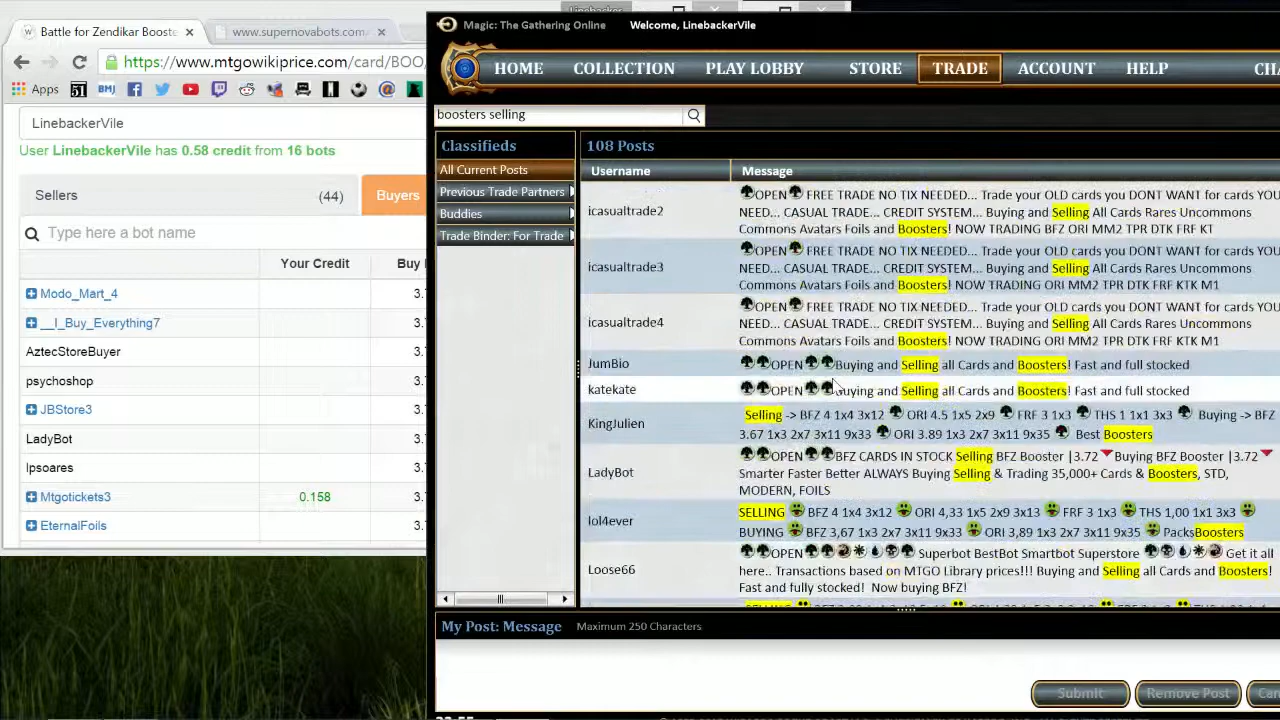 Linebacker
Magic: The Gathering Online Welcome, LinebackerVile
ttle for Zendikar Booste × www.supernovabots.com ×
https://www.mtgowikiprice.com/card/BOO/
HOME COLLECTION PLAY LOBBY STORE TRADE ACCOUNT HELP
Apps
boosters selling
LinebackerVile
User LinebackerVile has 0.58 credit from 16 bots
Sellers (44) Buyers
Type here a bot name
Your Credit Buy
Modo_Mart_4 3.
__I_Buy_Everything7 3.
AztecStoreBuyer 3.
psychoshop 3.
JBStore3 3.
LadyBot 3.
lpsoares 3.
Mtgotickets3 0.158 3.
EternalFoils 3.
Classifieds
All Current Posts
Previous Trade Partners
Buddies
Trade Binder: For Trade
108 Posts
Username Message
icasualtrade2
OPEN FREE TRADE NO TIX NEEDED... Trade your OLD cards you DONT WANT for cards YOU
NEED... CASUAL TRADE... CREDIT SYSTEM... Buying and Selling All Cards Rares Uncommons
Commons Avatars Foils and Boosters! NOW TRADING BFZ ORI MM2 TPR DTK FRF KT
icasualtrade3
OPEN FREE TRADE NO TIX NEEDED... Trade your OLD cards you DONT WANT for cards YOU
NEED... CASUAL TRADE... CREDIT SYSTEM... Buying and Selling All Cards Rares Uncommons
Commons Avatars Foils and Boosters! NOW TRADING ORI MM2 TPR DTK FRF KTK M1
icasualtrade4
OPEN FREE TRADE NO TIX NEEDED... Trade your OLD cards you DONT WANT for cards YOU
NEED... CASUAL TRADE... CREDIT SYSTEM... Buying and Selling All Cards Rares Uncommons
Commons Avatars Foils and Boosters! NOW TRADING ORI MM2 TPR DTK FRF KTK M1
JumBio OPEN Buying and Selling all Cards and Boosters! Fast and full stocked
katekate OPEN Buying and Selling all Cards and Boosters! Fast and full stocked
KingJulien
Selling -> BFZ 4 1x4 3x12 ORI 4.5 1x5 2x9 FRF 3 1x3 THS 1 1x1 3x3 Buying -> BFZ
3.67 1x3 2x7 3x11 9x33 ORI 3.89 1x3 2x7 3x11 9x35 Best Boosters
LadyBot
OPEN BFZ CARDS IN STOCK Selling BFZ Booster |3.72 Buying BFZ Booster |3.72
Smarter Faster Better ALWAYS Buying Selling & Trading 35,000+ Cards & Boosters, STD,
MODERN, FOILS
lol4ever
SELLING BFZ 4 1x4 3x12 ORI 4,33 1x5 2x9 3x13 FRF 3 1x3 THS 1,00 1x1 3x3
BUYING BFZ 3,67 1x3 2x7 3x11 9x33 ORI 3,89 1x3 2x7 3x11 9x35 PacksBoosters
Loose66
OPEN Superbot BestBot Smartbot Superstore Get it all
here.. Transactions based on MTGO Library prices!!! Buying and Selling all Cards and Boosters!
Fast and fully stocked! Now buying BFZ!
My Post: Message Maximum 250 Characters
Submit Remove Post Can